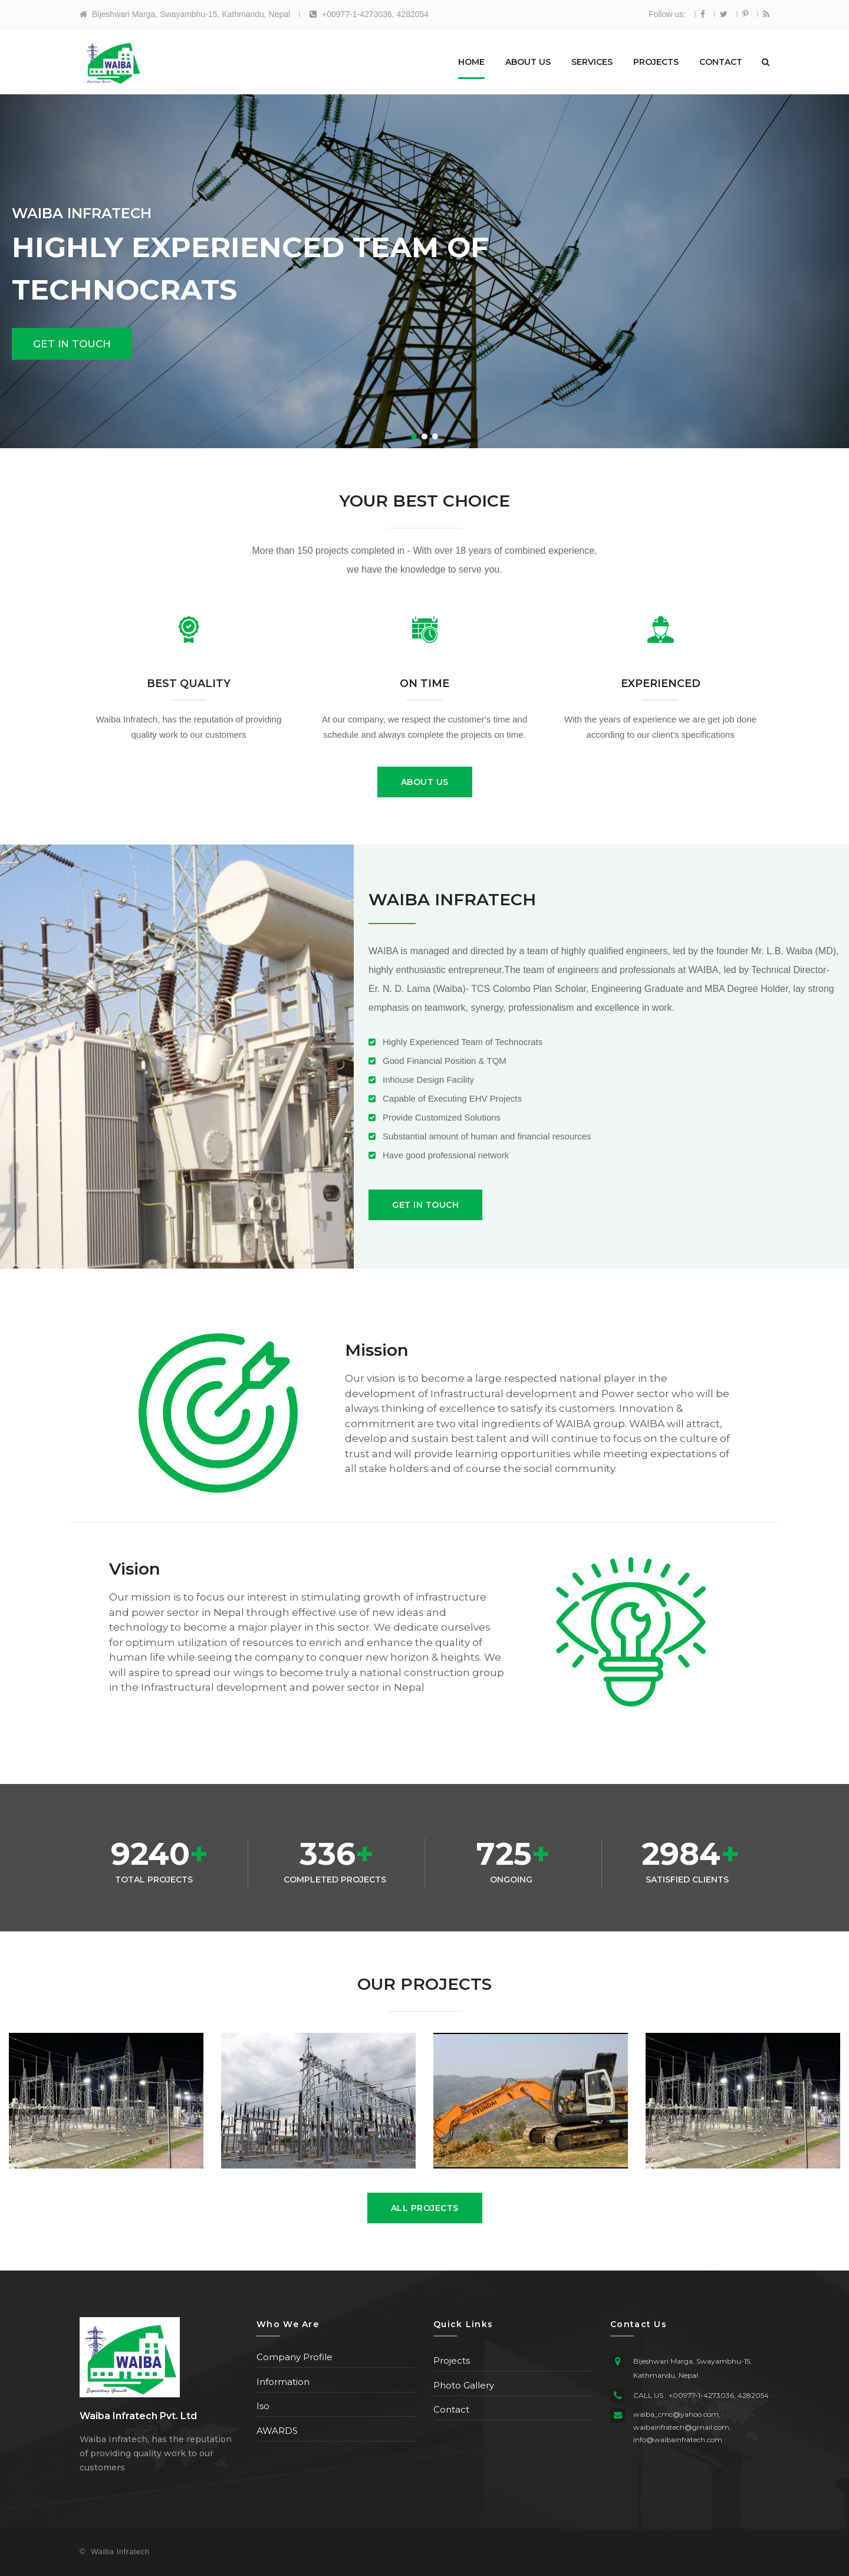 Bijeshwari Marga, Swayambhu-15, Kathmandu, Nepal
+00977-1-4273036, 4282054
Follow us:
WAIBA
Expediting Growth
HOME
ABOUT US
SERVICES
PROJECTS
CONTACT
WAIBA INFRATECH
HIGHLY EXPERIENCED TEAM OF
TECHNOCRATS
GET IN TOUCH
YOUR BEST CHOICE
More than 150 projects completed in - With over 18 years of combined experience,
we have the knowledge to serve you.
BEST QUALITY
Waiba Infratech, has the reputation of providing
quality work to our customers
ON TIME
At our company, we respect the customer's time and
schedule and always complete the projects on time.
EXPERIENCED
With the years of experience we are get job done
according to our client's specifications
ABOUT US
WAIBA INFRATECH
WAIBA is managed and directed by a team of highly qualified engineers, led by the founder Mr. L.B. Waiba (MD),
highly enthusiastic entrepreneur.The team of engineers and professionals at WAIBA, led by Technical Director-
Er. N. D. Lama (Waiba)- TCS Colombo Plan Scholar, Engineering Graduate and MBA Degree Holder, lay strong
emphasis on teamwork, synergy, professionalism and excellence in work.
Highly Experienced Team of Technocrats
Good Financial Position & TQM
Inhouse Design Facility
Capable of Executing EHV Projects
Provide Customized Solutions
Substantial amount of human and financial resources
Have good professional network
GET IN TOUCH
Mission
Our vision is to become a large respected national player in the
development of Infrastructural development and Power sector who will be
always thinking of excellence to satisfy its customers. Innovation &
commitment are two vital ingredients of WAIBA group. WAIBA will attract,
develop and sustain best talent and will continue to focus on the culture of
trust and will provide learning opportunities while meeting expectations of
all stake holders and of course the social community.
Vision
Our mission is to focus our interest in stimulating growth of infrastructure
and power sector in Nepal through effective use of new ideas and
technology to become a major player in this sector. We dedicate ourselves
for optimum utilization of resources to enrich and enhance the quality of
human life while seeing the company to conquer new horizon & heights. We
will aspire to spread our wings to become truly a national construction group
in the Infrastructural development and power sector in Nepal
9240+
TOTAL PROJECTS
336+
COMPLETED PROJECTS
725+
ONGOING
2984+
SATISFIED CLIENTS
OUR PROJECTS
HYUNDAI
ALL PROJECTS
WAIBA
Expediting Growth
Waiba Infratech Pvt. Ltd
Waiba Infratech, has the reputation
of providing quality work to our
customers
Who We Are
Company Profile
Information
Iso
AWARDS
Quick Links
Projects
Photo Gallery
Contact
Contact Us
Bijeshwari Marga, Swayambhu-15,
Kathmandu, Nepal
CALL US : +00977-1-4273036, 4282054
waiba_cmc@yahoo.com,
waibainfratech@gmail.com,
info@waibainfratech.com
© Waiba Infratech